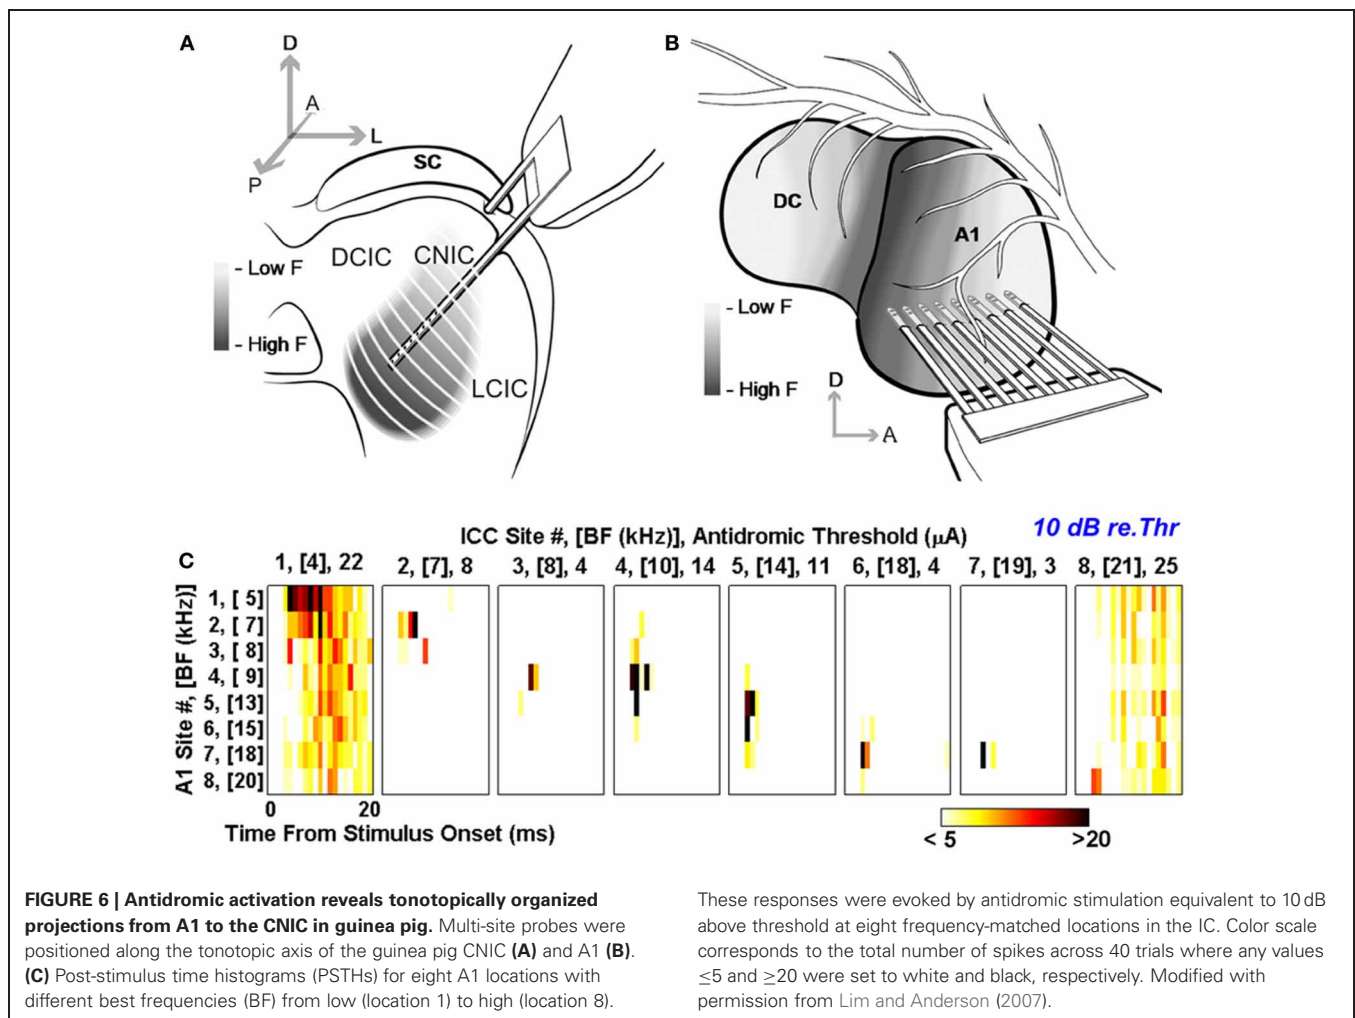 A
D
A
L
P
SC
DCIC
CNIC
LCIC
- Low F
- High F
B
DC
A1
- Low F
- High F
D
A
10 dB re.Thr
ICC Site #, [BF (kHz)], Antidromic Threshold (µA)
C
1, [4], 22
2, [7], 8
3, [8], 4
4, [10], 14
5, [14], 11
6, [18], 4
7, [19], 3
8, [21], 25
A1 Site #, [BF (kHz)]
1, [ 5]
2, [ 7]
3, [ 8]
4, [ 9]
5, [13]
6, [15]
7, [18]
8, [20]
0
20
Time From Stimulus Onset (ms)
< 5
>20
FIGURE 6 | Antidromic activation reveals tonotopically organized
projections from A1 to the CNIC in guinea pig. Multi-site probes were
positioned along the tonotopic axis of the guinea pig CNIC (A) and A1 (B).
(C) Post-stimulus time histograms (PSTHs) for eight A1 locations with
different best frequencies (BF) from low (location 1) to high (location 8).
These responses were evoked by antidromic stimulation equivalent to 10 dB
above threshold at eight frequency-matched locations in the IC. Color scale
corresponds to the total number of spikes across 40 trials where any values
≤5 and ≥20 were set to white and black, respectively. Modified with
permission from Lim and Anderson (2007).